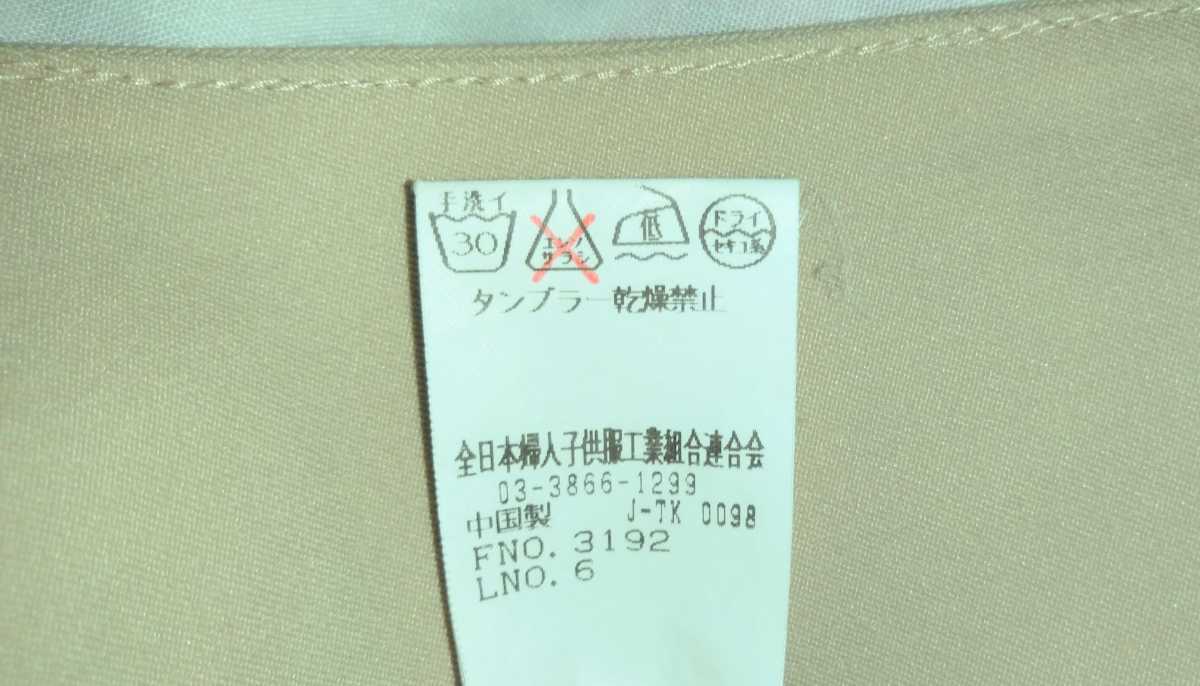 手洗イ
30
エンソ
サラシ
低
ドライ
セキユ系
タンブラー乾燥禁止
全日本婦人子供服工業組合連合会
03-3866-1299
中国製 J-TK 0098
FNO. 3192
LNO. 6